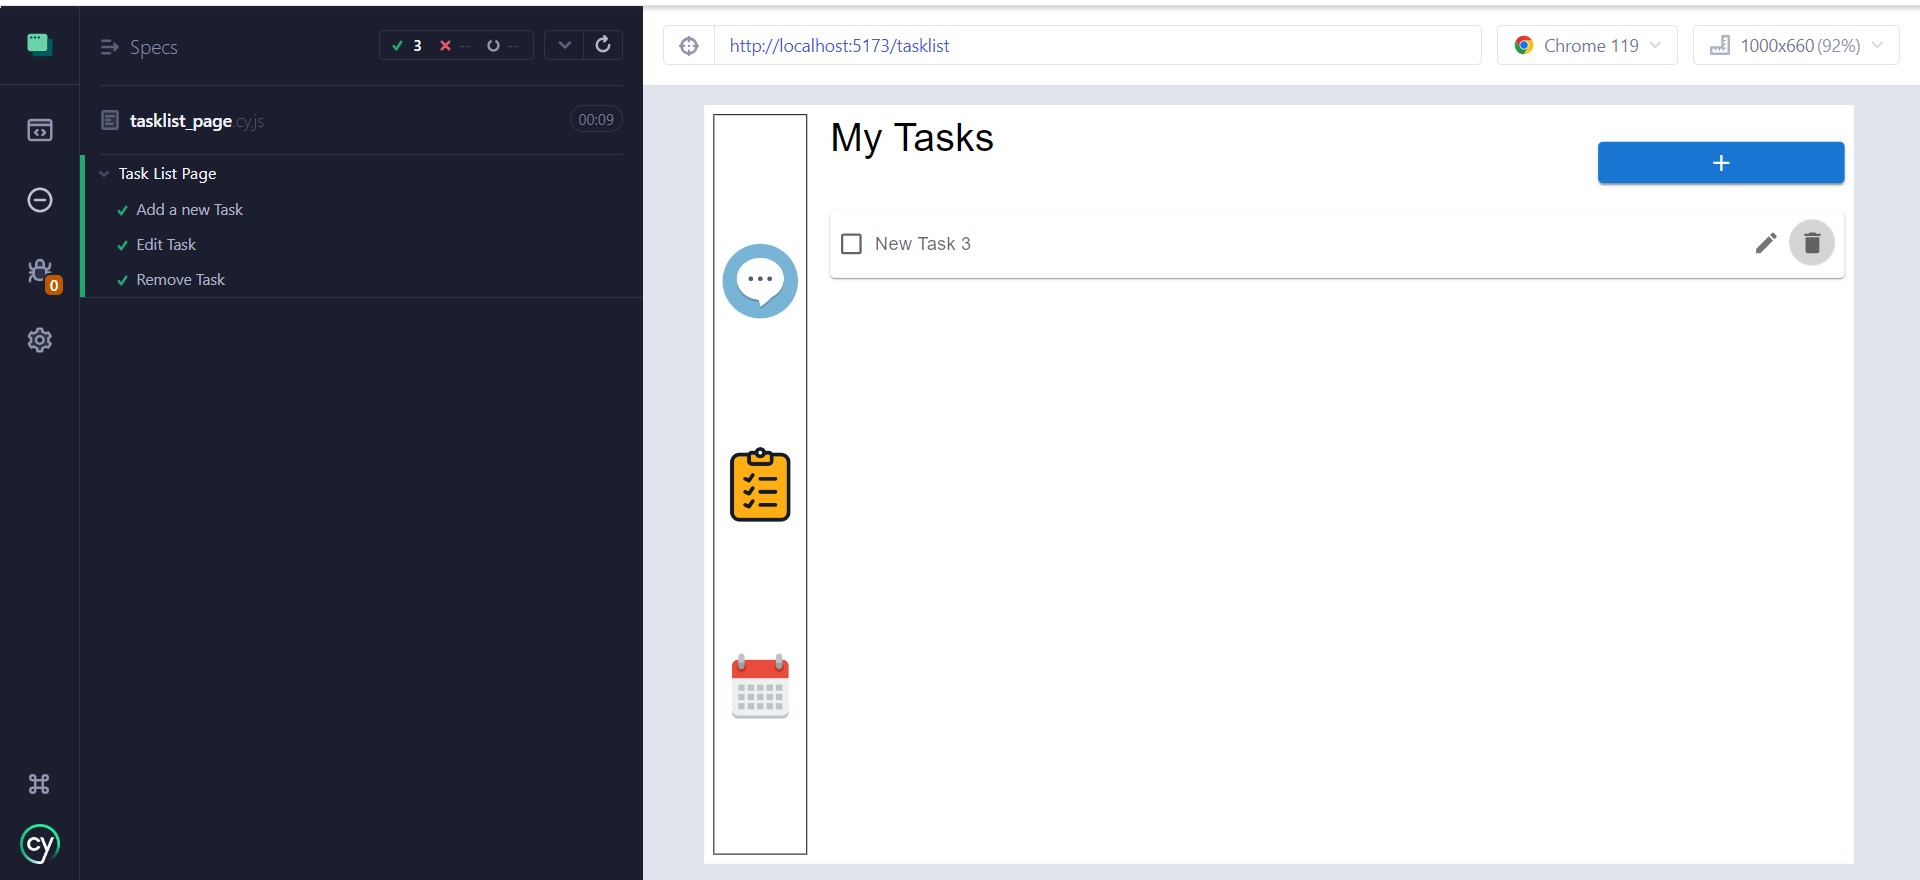 Specs
3 -- --
tasklist_page.cy.js
00:09
Task List Page
Add a new Task
Edit Task
Remove Task
0
cy
http://localhost:5173/tasklist
Chrome 119
1000x660 (92%)
My Tasks
+
New Task 3